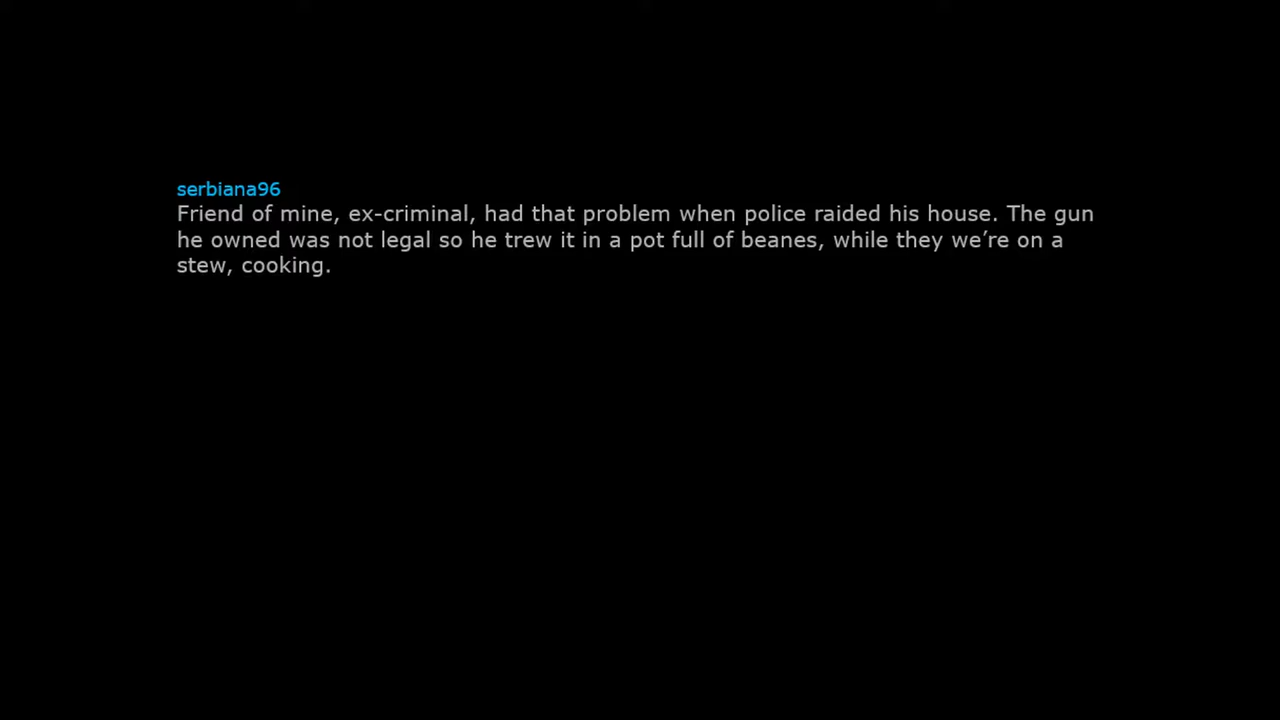 serbiana96
Friend of mine, ex-criminal, had that problem when police raided his house. The gun
he owned was not legal so he trew it in a pot full of beanes, while they we’re on a
stew, cooking.